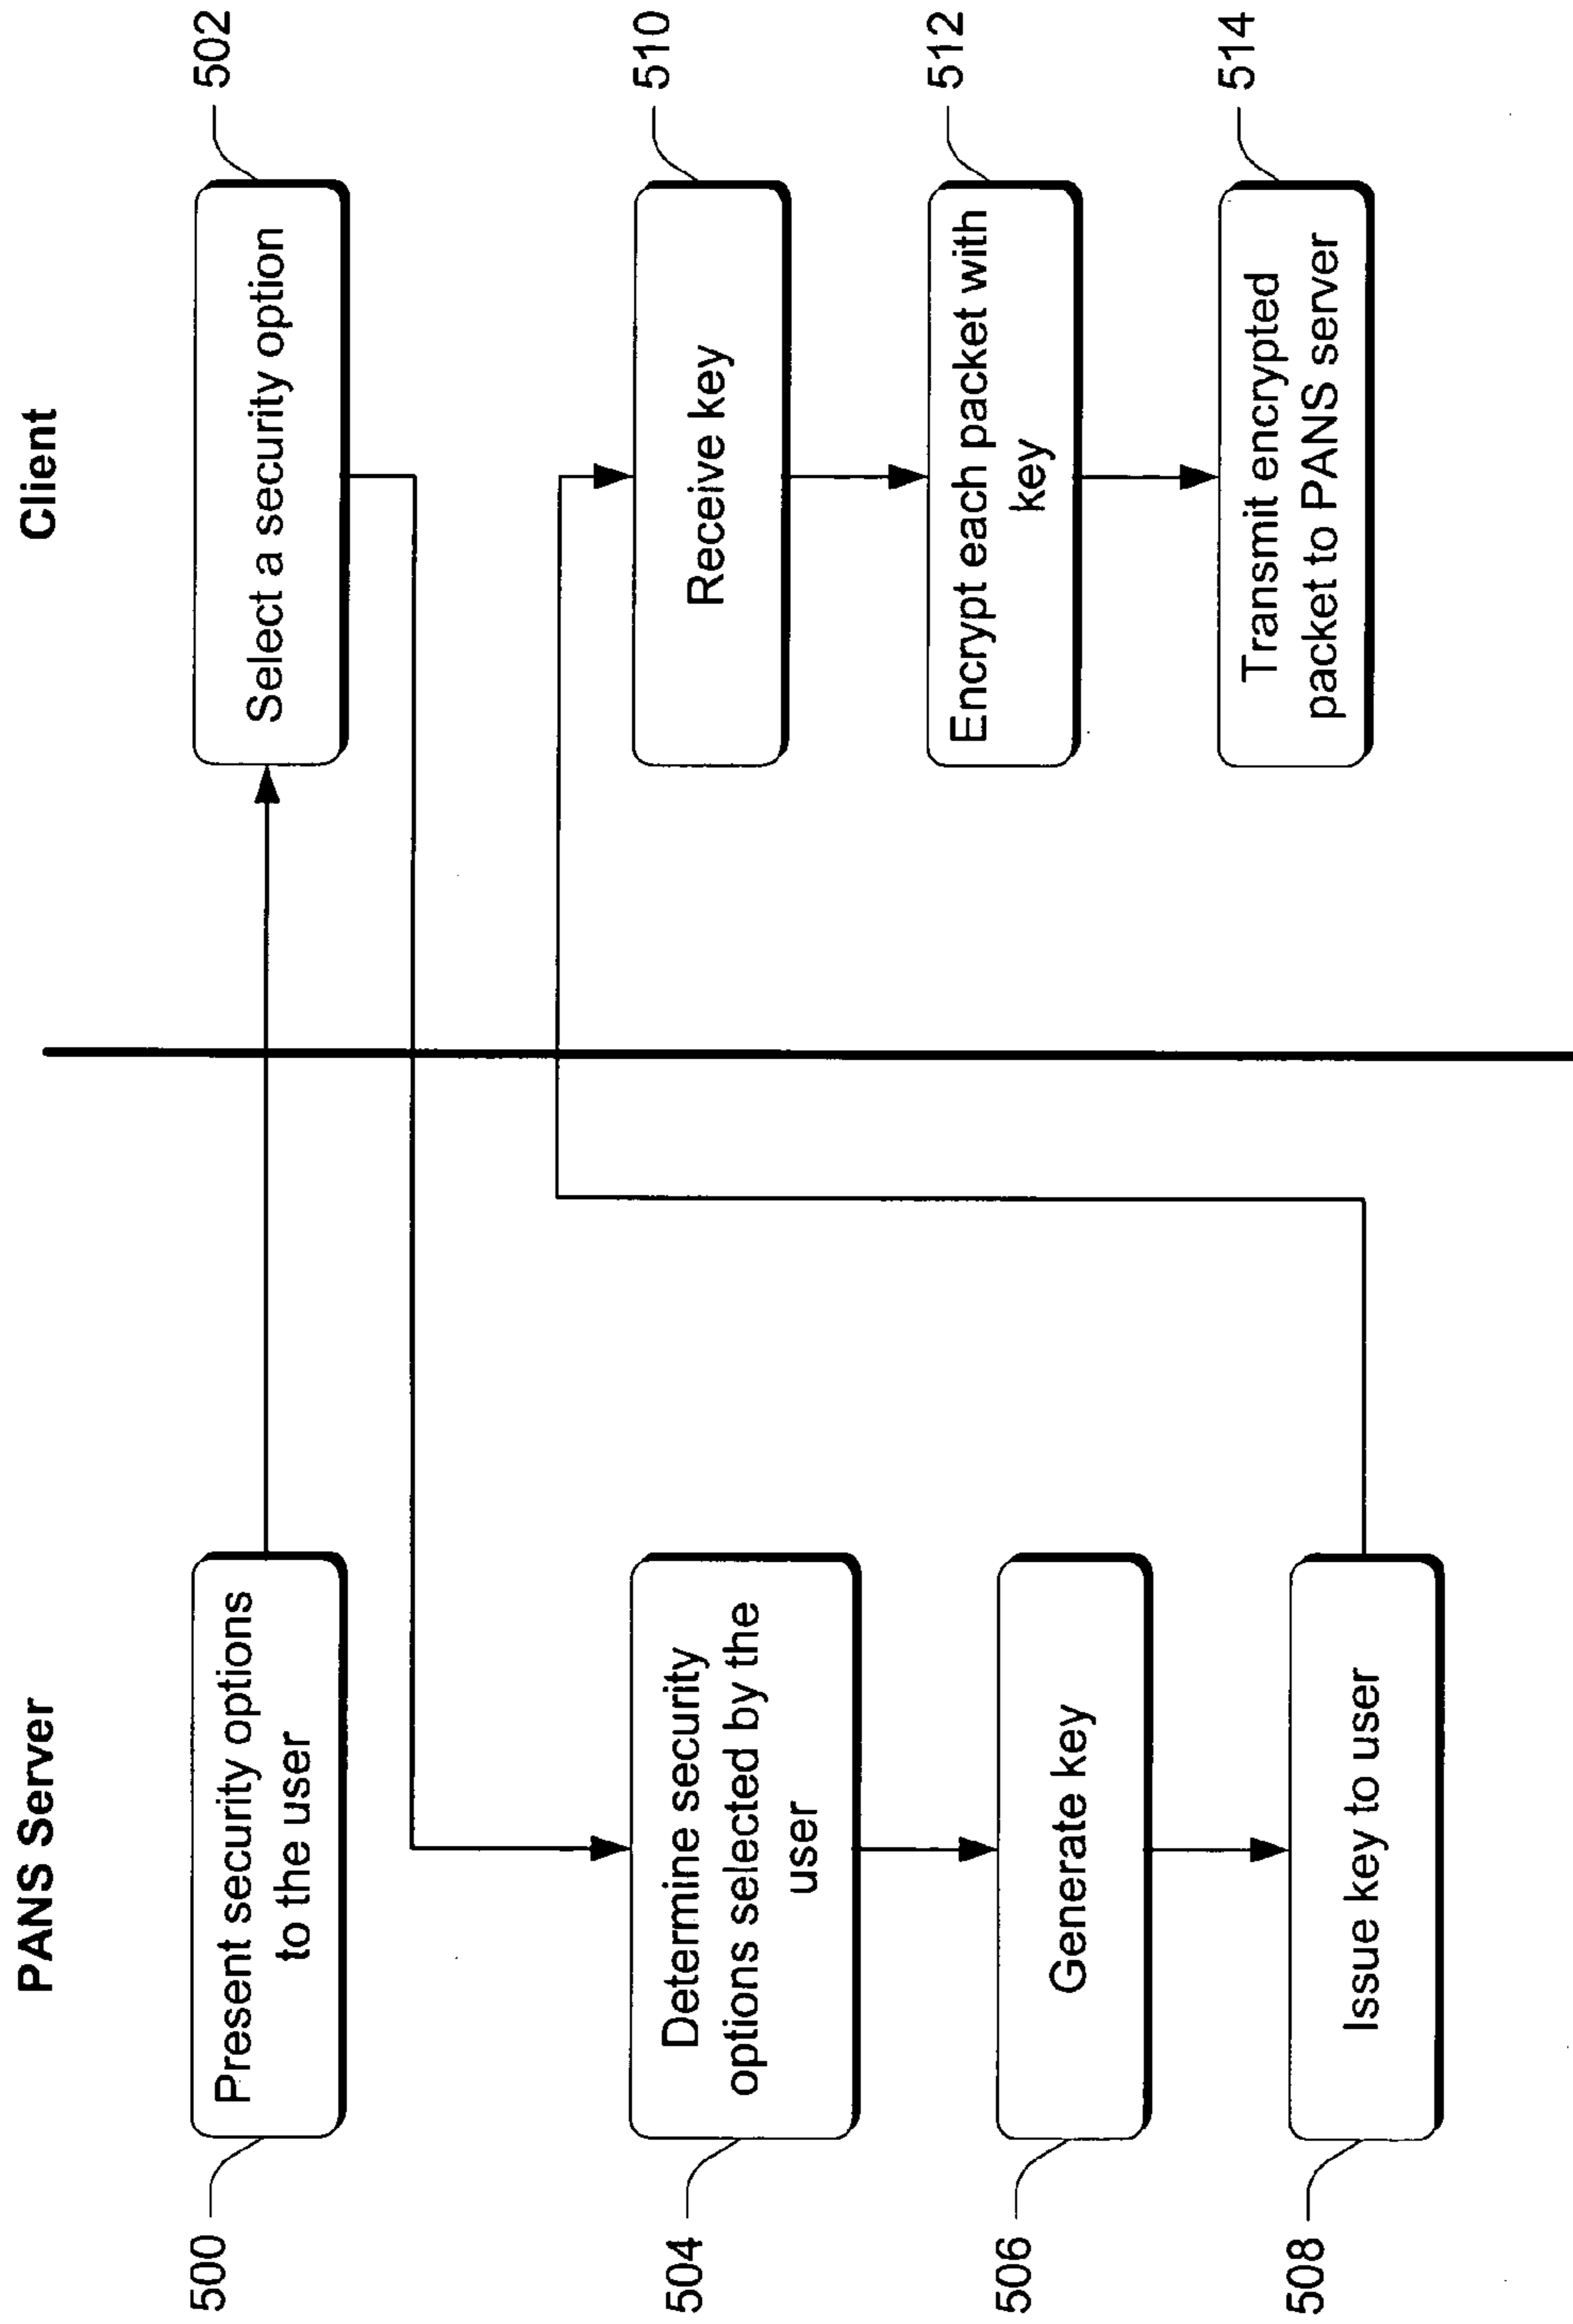 PANS Server
Client
500
Present security options
to the user
Select a security option
502
504
Determine security
options selected by the
user
Receive key
510
506
Generate key
Encrypt each packet with
key
512
508
Issue key to user
Transmit encrypted
packet to PANS server
514